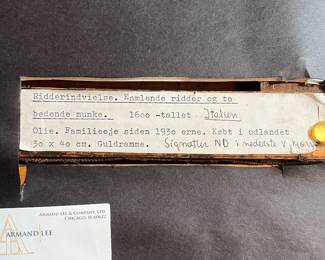 Ridderindvielse. Knælende ridder og to
bedende munke. 1600 -tallet Italien
Olie. Familieeje siden 1930 erne. Købt i udlandet
30 x 40 cm. Guldramme. Signatur ND i nederste v. hjørne
ARMAND LEE & COMPANY, LTD.
CHICAGO, IL 60622
ARMAND LEE